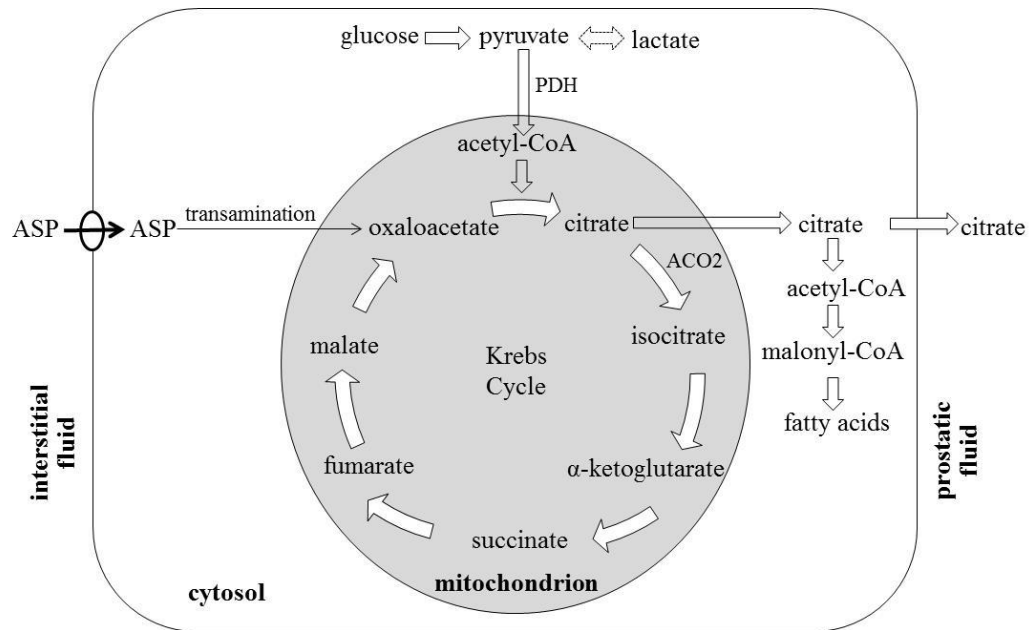 glucose pyruvate lactate
PDH
acetyl-CoA
ASP ASP transamination oxaloacetate citrate citrate citrate
ACO2
acetyl-CoA
isocitrate
malate
malonyl-CoA
Krebs
Cycle
fatty acids
interstitial
fluid
prostatic
fluid
fumarate
α-ketoglutarate
succinate
mitochondrion
cytosol